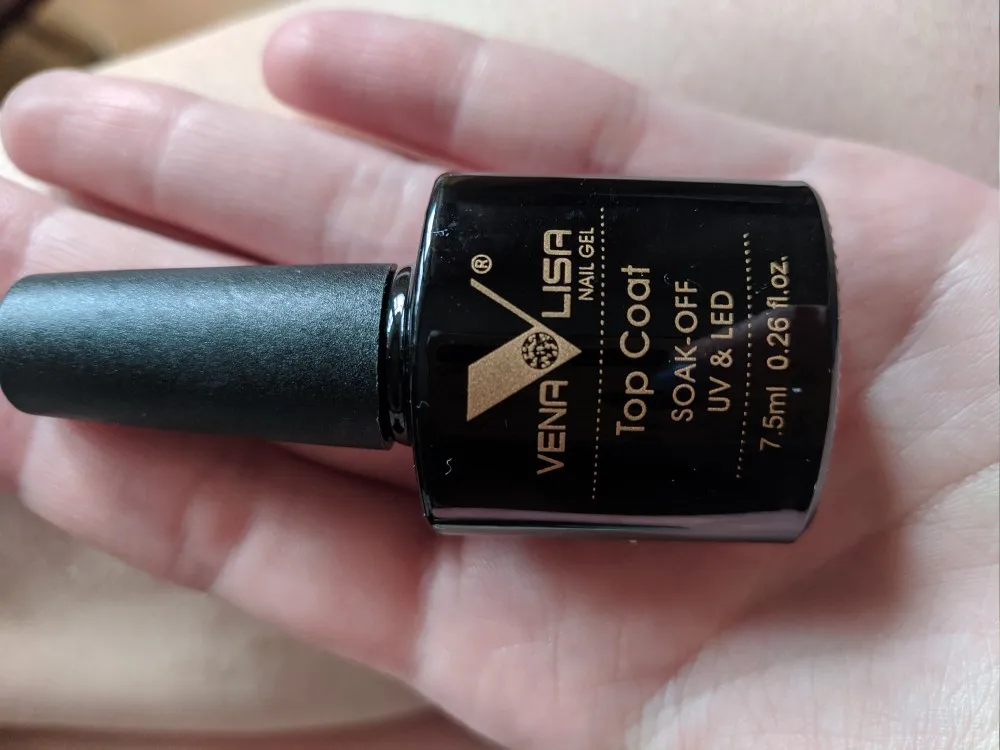 ®
VENA LISA
NAIL GEL
Top Coat
SOAK-OFF
UV & LED
7.5ml 0.26 fl.oz.